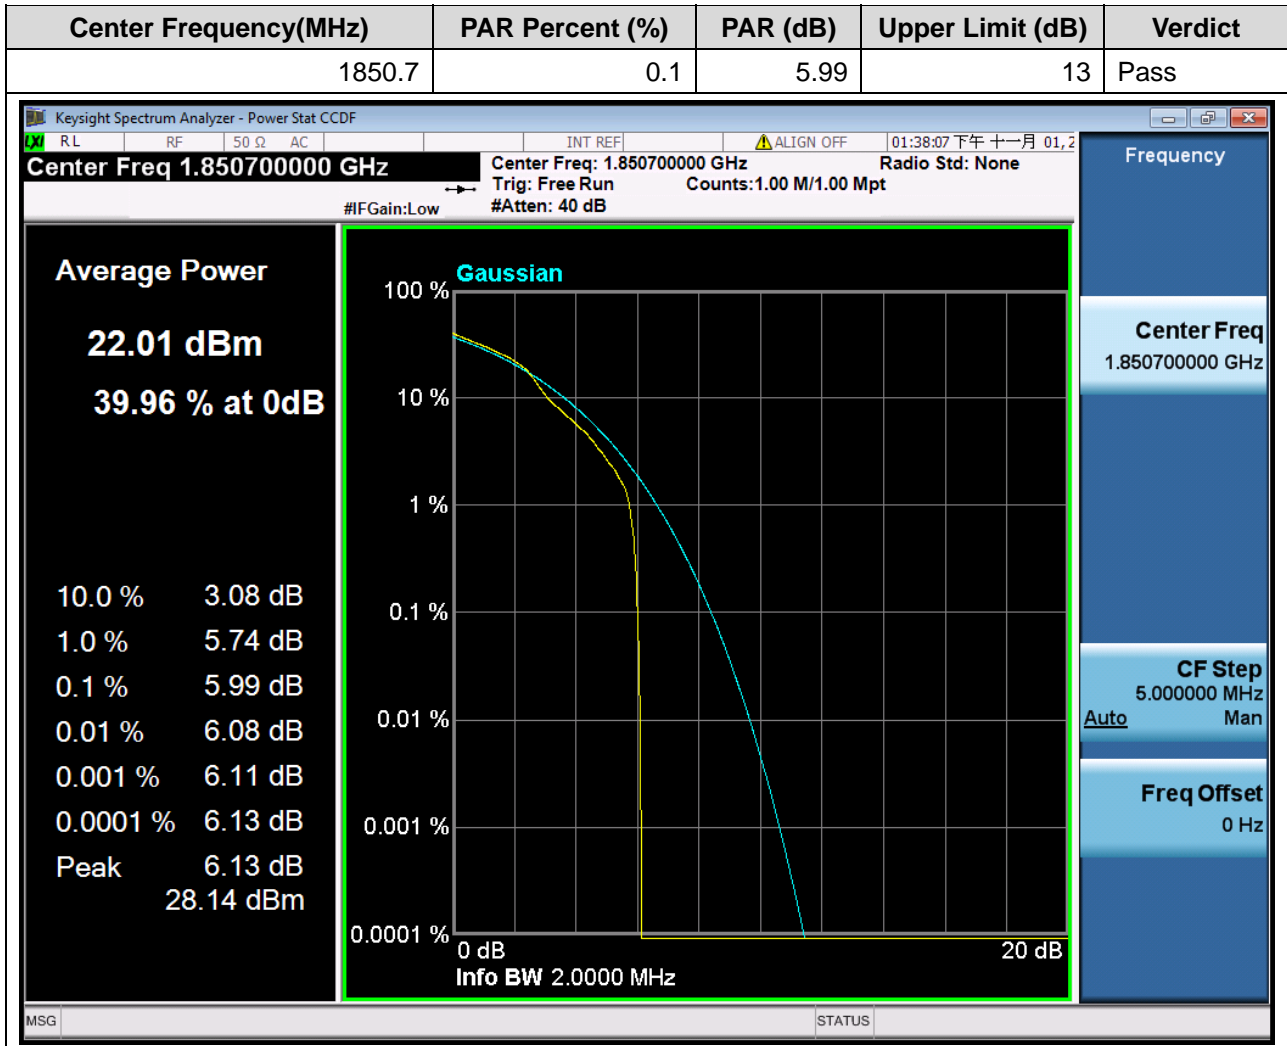 Center Frequency(MHz) PAR Percent (%) PAR (dB) Upper Limit (dB) Verdict
1850.7 0.1 5.99 13 Pass
Keysight Spectrum Analyzer - Power Stat CCDF
LXI RL RF 50 Ω AC INT REF ALIGN OFF 01:38:07 下午 十一月 01, 2
Center Freq 1.850700000 GHz
Center Freq: 1.850700000 GHz Radio Std: None
Trig: Free Run Counts:1.00 M/1.00 Mpt
#IFGain:Low #Atten: 40 dB
Frequency
Average Power
22.01 dBm
39.96 % at 0dB
10.0 % 3.08 dB
1.0 % 5.74 dB
0.1 % 5.99 dB
0.01 % 6.08 dB
0.001 % 6.11 dB
0.0001 % 6.13 dB
Peak 6.13 dB
28.14 dBm
Gaussian
100 %
10 %
1 %
0.1 %
0.01 %
0.001 %
0.0001 %
0 dB 20 dB
Info BW 2.0000 MHz
Center Freq
1.850700000 GHz
CF Step
5.000000 MHz
Auto Man
Freq Offset
0 Hz
MSG STATUS